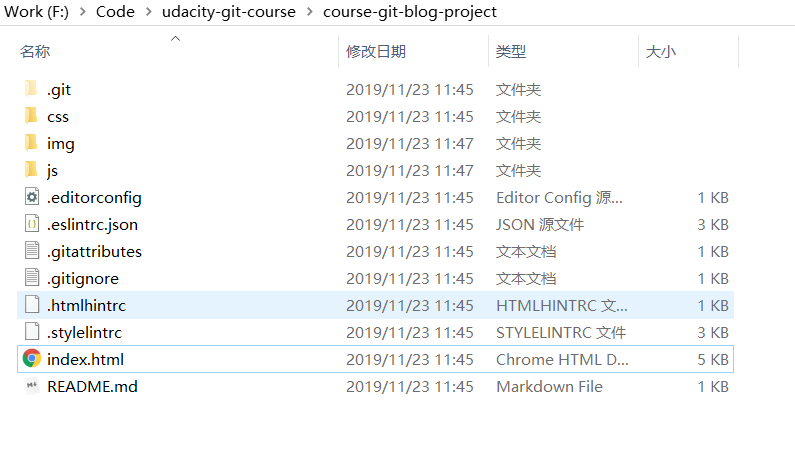 Work (F:) > Code > udacity-git-course > course-git-blog-project
名称 修改日期 类型 大小
.git 2019/11/23 11:45 文件夹
css 2019/11/23 11:45 文件夹
img 2019/11/23 11:47 文件夹
js 2019/11/23 11:47 文件夹
.editorconfig 2019/11/23 11:45 Editor Config 源... 1 KB
.eslintrc.json 2019/11/23 11:45 JSON 源文件 3 KB
.gitattributes 2019/11/23 11:45 文本文档 1 KB
.gitignore 2019/11/23 11:45 文本文档 1 KB
.htmlhintrc 2019/11/23 11:45 HTMLHINTRC 文... 1 KB
.stylelintrc 2019/11/23 11:45 STYLELINTRC 文件 3 KB
index.html 2019/11/23 11:45 Chrome HTML D... 5 KB
README.md 2019/11/23 11:45 Markdown File 1 KB